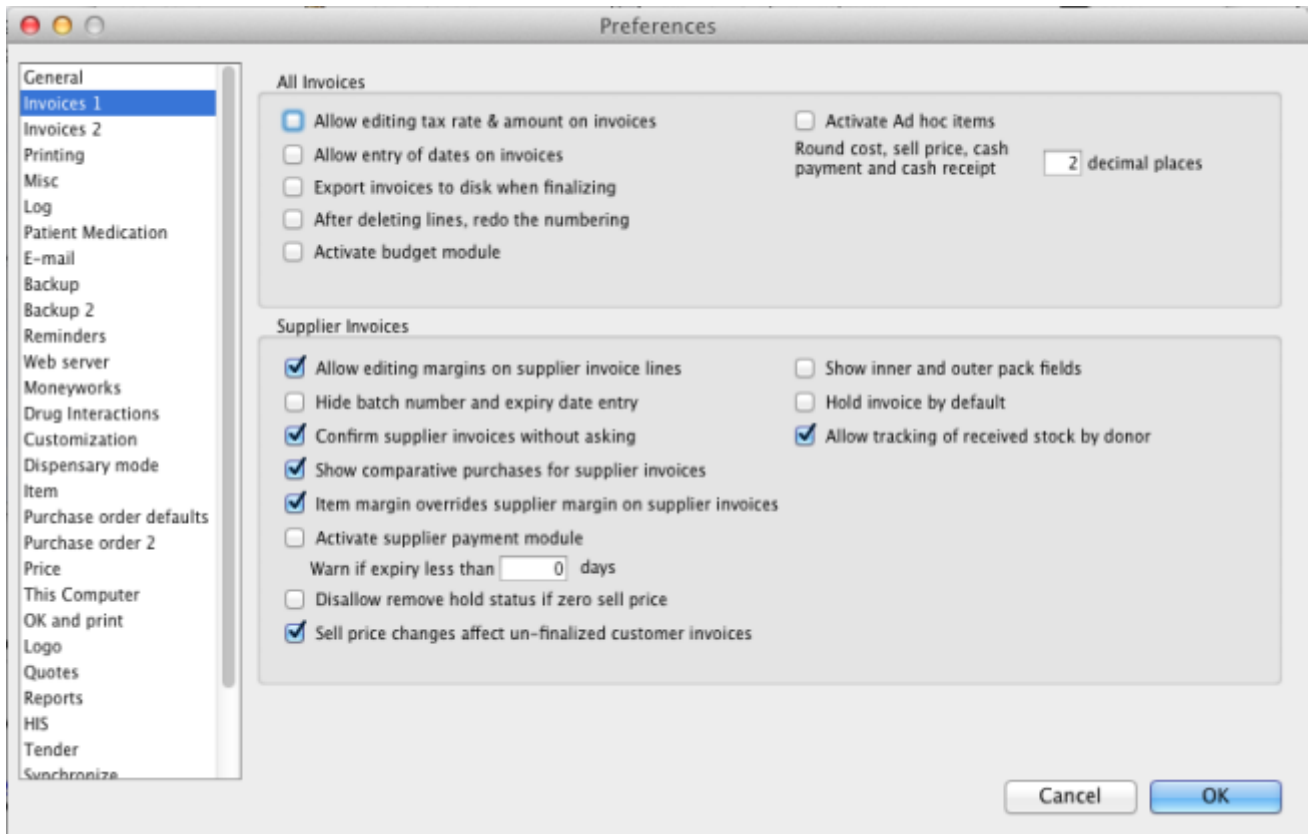 Preferences
General
Invoices 1
Invoices 2
Printing
Misc
Log
Patient Medication
E-mail
Backup
Backup 2
Reminders
Web server
Moneyworks
Drug Interactions
Customization
Dispensary mode
Item
Purchase order defaults
Purchase order 2
Price
This Computer
OK and print
Logo
Quotes
Reports
HIS
Tender
Synchronize
All Invoices
Allow editing tax rate & amount on invoices
Allow entry of dates on invoices
Export invoices to disk when finalizing
After deleting lines, redo the numbering
Activate budget module
Activate Ad hoc items
Round cost, sell price, cash
payment and cash receipt 2 decimal places
Supplier Invoices
Allow editing margins on supplier invoice lines
Hide batch number and expiry date entry
Confirm supplier invoices without asking
Show comparative purchases for supplier invoices
Item margin overrides supplier margin on supplier invoices
Activate supplier payment module
Warn if expiry less than 0 days
Disallow remove hold status if zero sell price
Sell price changes affect un-finalized customer invoices
Show inner and outer pack fields
Hold invoice by default
Allow tracking of received stock by donor
Cancel
OK